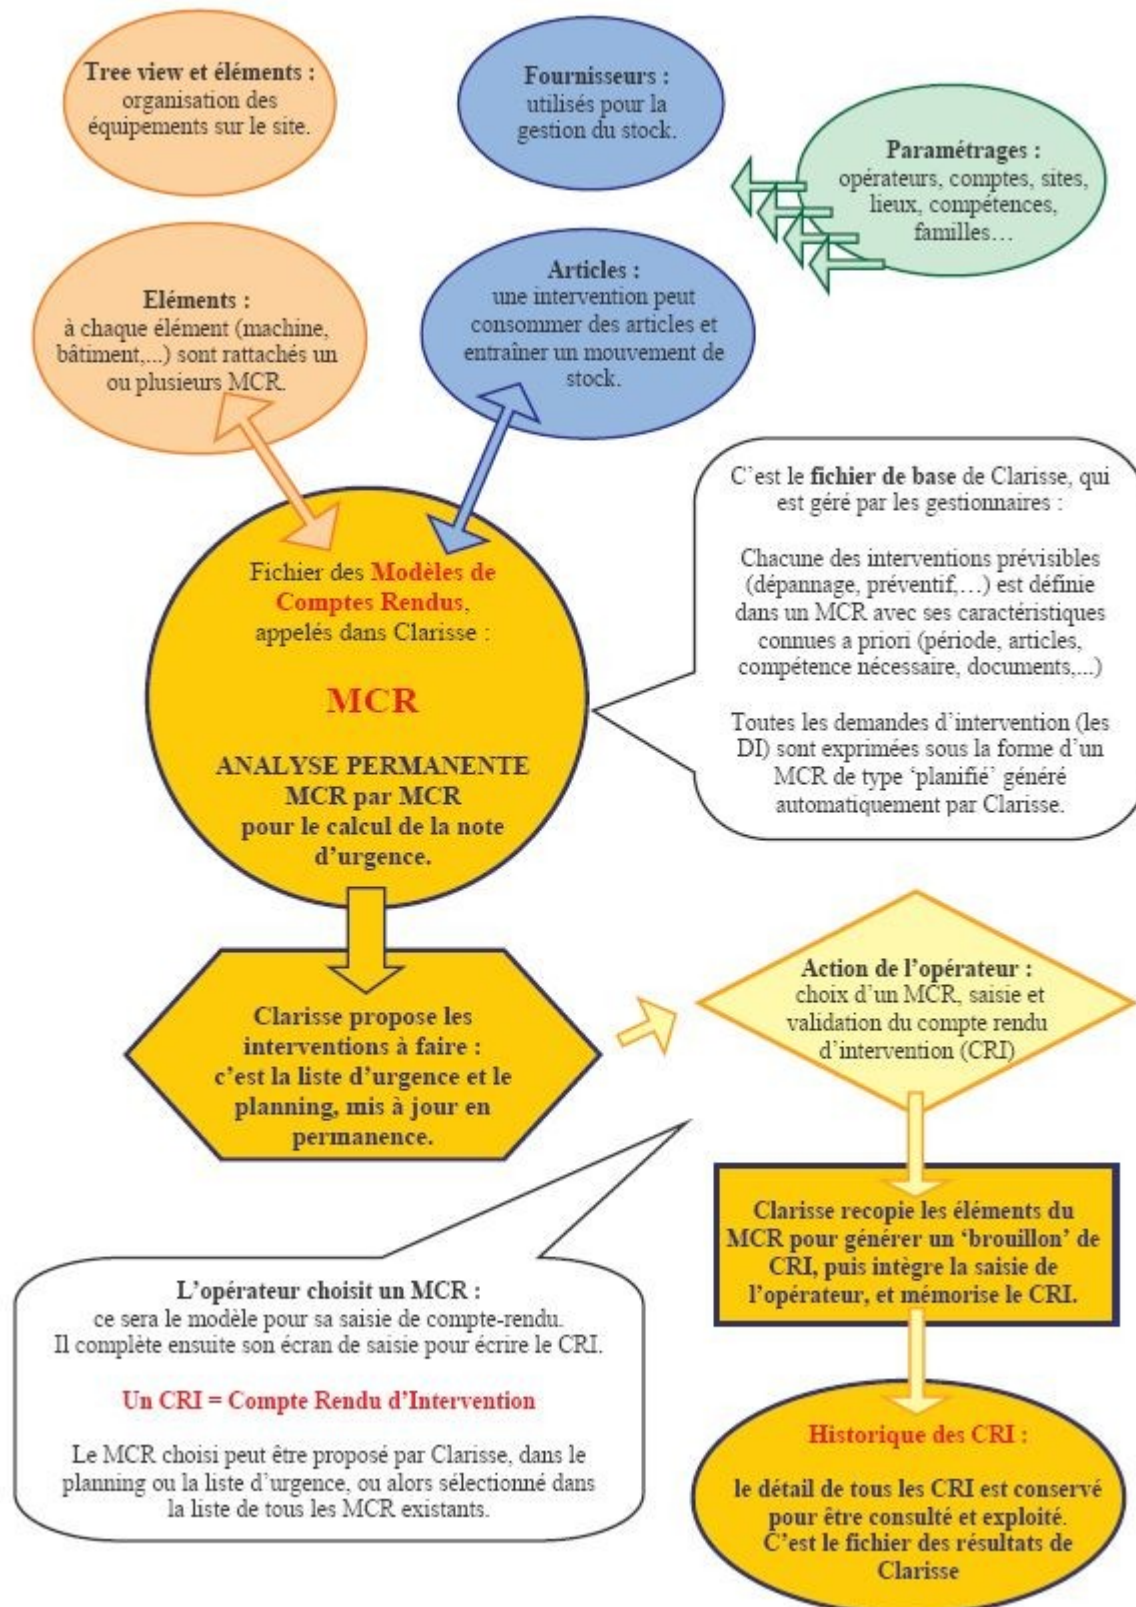 Tree view et éléments :
organisation des
équipements sur le site.
Fournisseurs :
utilisés pour la
gestion du stock.
Paramétrages :
opérateurs, comptes, sites,
lieux, compétences,
familles…
Eléments :
à chaque élément (machine,
bâtiment,...) sont rattachés un
ou plusieurs MCR.
Articles :
une intervention peut
consommer des articles et
entraîner un mouvement de
stock.
Fichier des Modèles de
Comptes Rendus,
appelés dans Clarisse :
MCR
ANALYSE PERMANENTE
MCR par MCR
pour le calcul de la note
d’urgence.
C’est le fichier de base de Clarisse, qui
est géré par les gestionnaires :
Chacune des interventions prévisibles
(dépannage, préventif,…) est définie
dans un MCR avec ses caractéristiques
connues a priori (période, articles,
compétence nécessaire, documents,...)
Toutes les demandes d’intervention (les
DI) sont exprimées sous la forme d’un
MCR de type ‘planifié’ généré
automatiquement par Clarisse.
Clarisse propose les
interventions à faire :
c’est la liste d’urgence et le
planning, mis à jour en
permanence.
Action de l’opérateur :
choix d’un MCR, saisie et
validation du compte rendu
d’intervention (CRI)
Clarisse recopie les éléments du
MCR pour générer un ‘brouillon’ de
CRI, puis intègre la saisie de
l’opérateur, et mémorise le CRI.
L’opérateur choisit un MCR :
ce sera le modèle pour sa saisie de compte-rendu.
Il complète ensuite son écran de saisie pour écrire le CRI.
Un CRI = Compte Rendu d’Intervention
Le MCR choisi peut être proposé par Clarisse, dans le
planning ou la liste d’urgence, ou alors sélectionné dans
la liste de tous les MCR existants.
Historique des CRI :
le détail de tous les CRI est conservé
pour être consulté et exploité.
C’est le fichier des résultats de
Clarisse